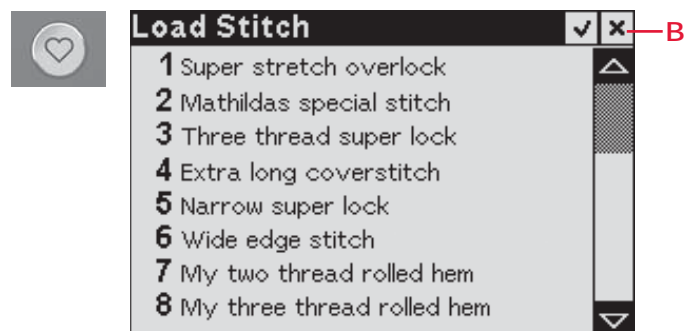 Load Stitch
B
1 Super stretch overlock
2 Mathildas special stitch
3 Three thread super lock
4 Extra long coverstitch
5 Narrow super lock
6 Wide edge stitch
7 My two thread rolled hem
8 My three thread rolled hem